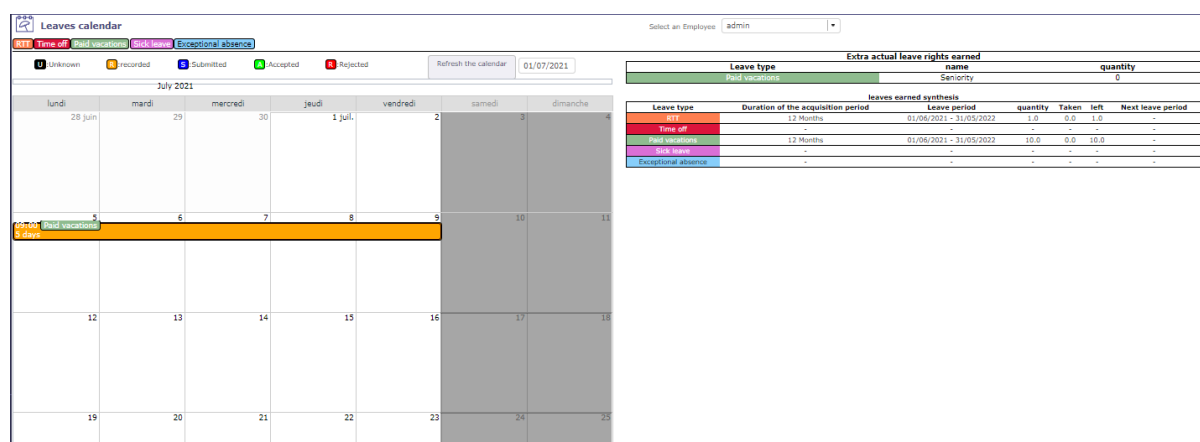 Leaves calendar
Select an Employee admin
RTT Time off Paid vacations Sick leave Exceptional absence
U :Unknown R :recorded S :Submitted A :Accepted R :Rejected Refresh the calendar 01/07/2021
July 2021
lundi mardi mercredi jeudi vendredi samedi dimanche
28 juin 29 30 1 juil. 2 3 4
5 6 7 8 9 10 11
09:00 Paid vacations
5 days
12 13 14 15 16 17 18
19 20 21 22 23 24 25
Extra actual leave rights earned
Leave type name quantity
Paid vacations Seniority 0
leaves earned synthesis
Leave type Duration of the acquisition period Leave period quantity Taken left Next leave period
RTT 12 Months 01/06/2021 - 31/05/2022 1.0 0.0 1.0 -
Time off - - - - - -
Paid vacations 12 Months 01/06/2021 - 31/05/2022 10.0 0.0 10.0 -
Sick leave - - - - - -
Exceptional absence - - - - - -